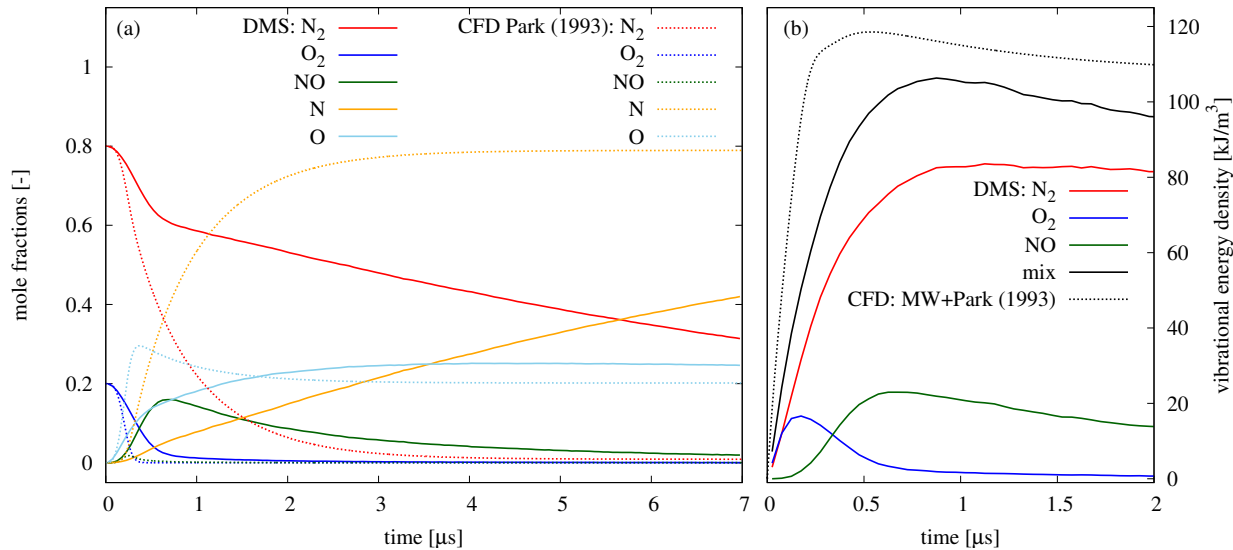 (a)
DMS: N2
O2
NO
N
O
CFD Park (1993): N2
O2
NO
N
O
mole fractions [-]
1
0.8
0.6
0.4
0.2
0
0 1 2 3 4 5 6 7
time [μs]
(b)
DMS: N2
O2
NO
mix
CFD: MW+Park (1993)
vibrational energy density [kJ/m3]
120
100
80
60
40
20
0
0 0.5 1 1.5 2
time [μs]